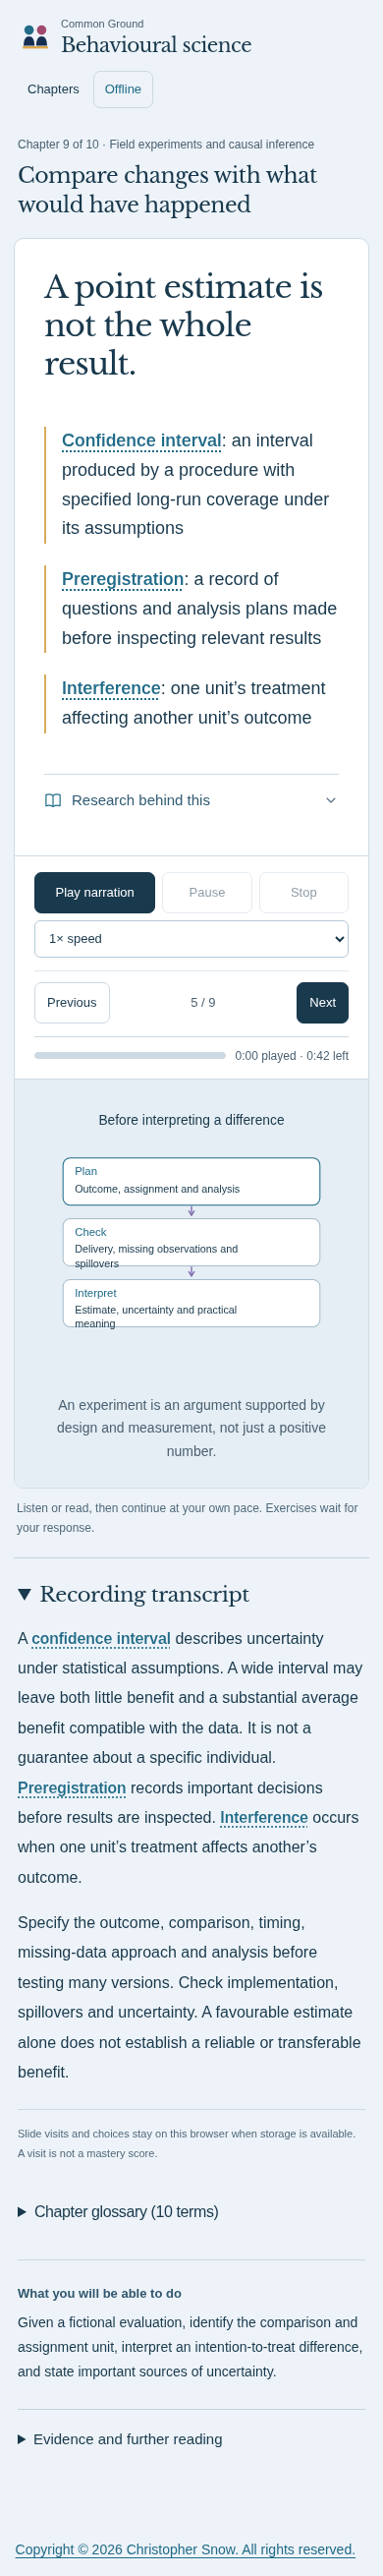 Common Ground
Behavioural science
Chapters
Offline
Chapter 9 of 10 · Field experiments and causal inference
Compare changes with what
would have happened
A point estimate is
not the whole
result.
Confidence interval: an interval
produced by a procedure with
specified long-run coverage under
its assumptions
Preregistration: a record of
questions and analysis plans made
before inspecting relevant results
Interference: one unit’s treatment
affecting another unit’s outcome
Research behind this
Play narration
Pause
Stop
1× speed
Previous
5 / 9
Next
0:00 played · 0:42 left
Before interpreting a difference
Plan
Outcome, assignment and analysis
Check
Delivery, missing observations and
spillovers
Interpret
Estimate, uncertainty and practical
meaning
An experiment is an argument supported by
design and measurement, not just a positive
number.
Listen or read, then continue at your own pace. Exercises wait for
your response.
Recording transcript
A confidence interval describes uncertainty
under statistical assumptions. A wide interval may
leave both little benefit and a substantial average
benefit compatible with the data. It is not a
guarantee about a specific individual.
Preregistration records important decisions
before results are inspected. Interference occurs
when one unit’s treatment affects another’s
outcome.
Specify the outcome, comparison, timing,
missing-data approach and analysis before
testing many versions. Check implementation,
spillovers and uncertainty. A favourable estimate
alone does not establish a reliable or transferable
benefit.
Slide visits and choices stay on this browser when storage is available.
A visit is not a mastery score.
Chapter glossary (10 terms)
What you will be able to do
Given a fictional evaluation, identify the comparison and
assignment unit, interpret an intention-to-treat difference,
and state important sources of uncertainty.
Evidence and further reading
Copyright © 2026 Christopher Snow. All rights reserved.